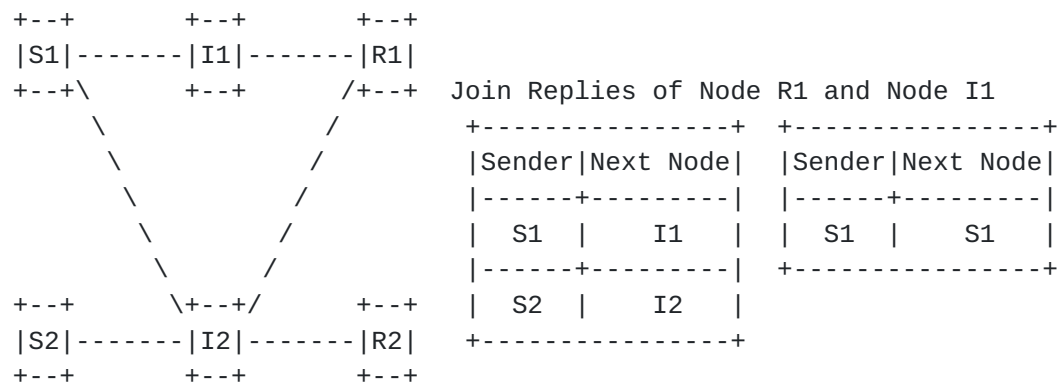 S1 I1 R1
Join Replies of Node R1 and Node I1
Sender Next Node Sender Next Node
S1 I1 S1 S1
S2 I2
S2 I2 R2